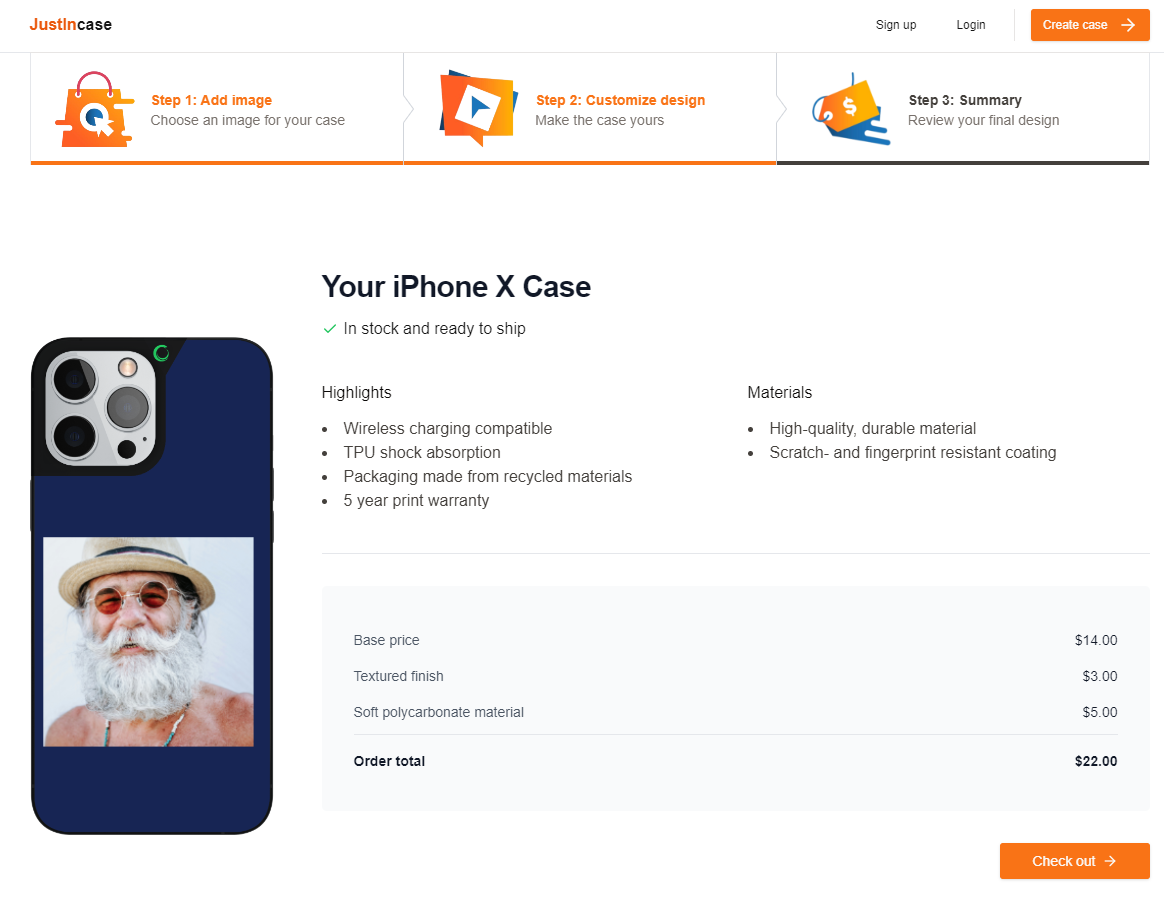 JustIncase
Sign up
Login
Create case
Step 1: Add image
Choose an image for your case
Step 2: Customize design
Make the case yours
$
Step 3: Summary
Review your final design
Your iPhone X Case
In stock and ready to ship
Highlights
Wireless charging compatible
TPU shock absorption
Packaging made from recycled materials
5 year print warranty
Materials
High-quality, durable material
Scratch- and fingerprint resistant coating
Base price $14.00
Textured finish $3.00
Soft polycarbonate material $5.00
Order total $22.00
Check out